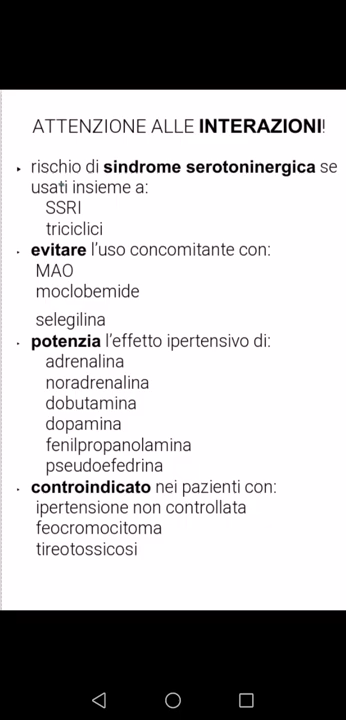 ATTENZIONE ALLE INTERAZIONI!
‣ rischio di sindrome serotoninergica se
usati insieme a:
SSRI
triciclici
· evitare l'uso concomitante con:
MAO
moclobemide
selegilina
· potenzia l'effetto ipertensivo di:
adrenalina
noradrenalina
dobutamina
dopamina
fenilpropanolamina
pseudoefedrina
· controindicato nei pazienti con:
ipertensione non controllata
feocromocitoma
tireotossicosi